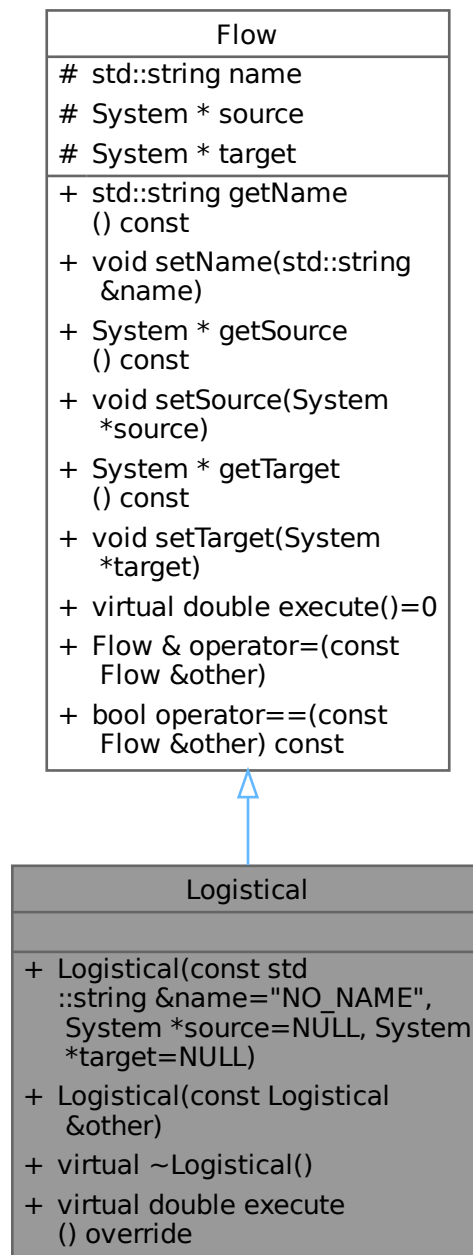 Flow
# std::string name
# System * source
# System * target
+ std::string getName
() const
+ void setName(std::string
&name)
+ System * getSource
() const
+ void setSource(System
*source)
+ System * getTarget
() const
+ void setTarget(System
*target)
+ virtual double execute()=0
+ Flow & operator=(const
Flow &other)
+ bool operator==(const
Flow &other) const
Logistical
+ Logistical(const std
::string &name="NO_NAME",
System *source=NULL, System
*target=NULL)
+ Logistical(const Logistical
&other)
+ virtual ~Logistical()
+ virtual double execute
() override